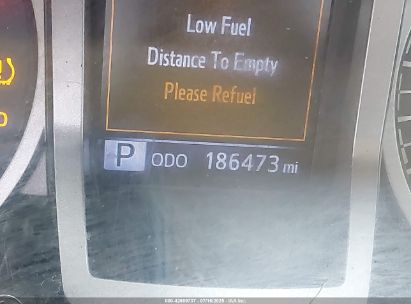 Low Fuel
Distance To Empty
Please Refuel
P ODO 186473 mi